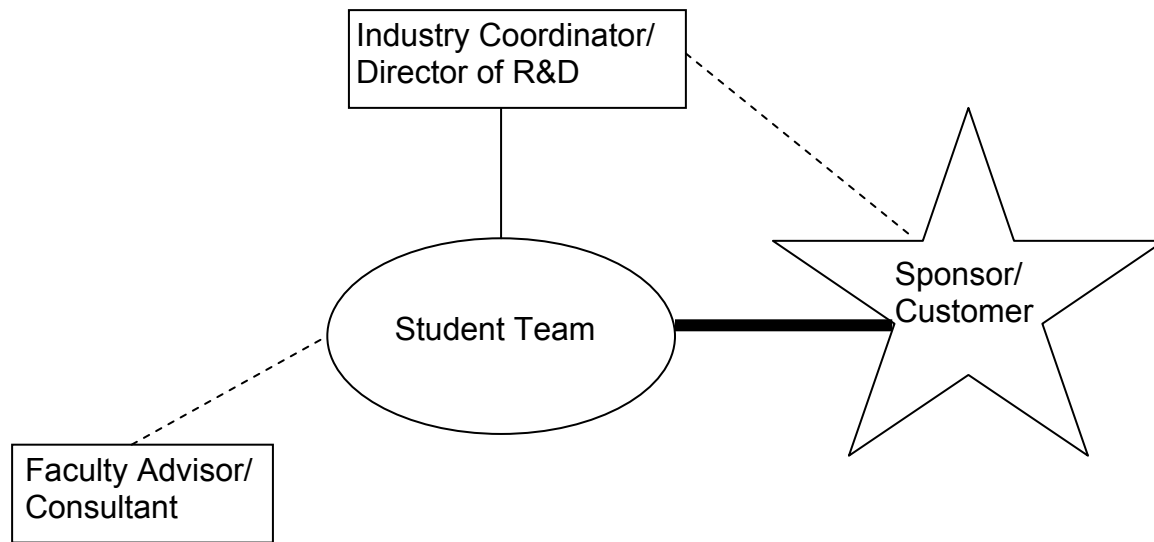 Industry Coordinator/
Director of R&D
Sponsor/
Customer
Student Team
Faculty Advisor/
Consultant